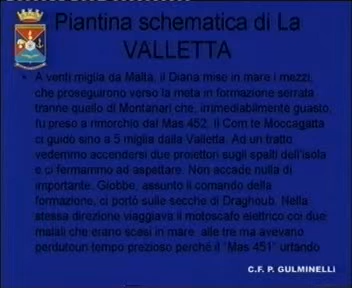 Piantina schematica di La
VALLETTA
• A venti miglia da Malta, il Diana mise in mare i mezzi,
che proseguirono verso la meta in formazione serrata
tranne quello di Montanari che, immediabilmente guasto,
fu preso a rimorchio dal Mas 452, il Com.te Moccagatta
ci guidò sino a 5 miglia dalla Valletta. Ad un tratto
vedemmo accendersi due proiettori sugli spalti dell'isola
e ci fermammo ad aspettare. Non accade nulla di
importante. Giobbe, assunto il comando della
formazione, ci portò sulle secche di Draghoub. Nella
stessa direzione viaggiava il motoscafo elettrico coi due
maiali che erano scesi in mare alle tre ma avevano
perdutoun tempo prezioso perchè il "Mas 451" urtando
C.F. P. GULMINELLI